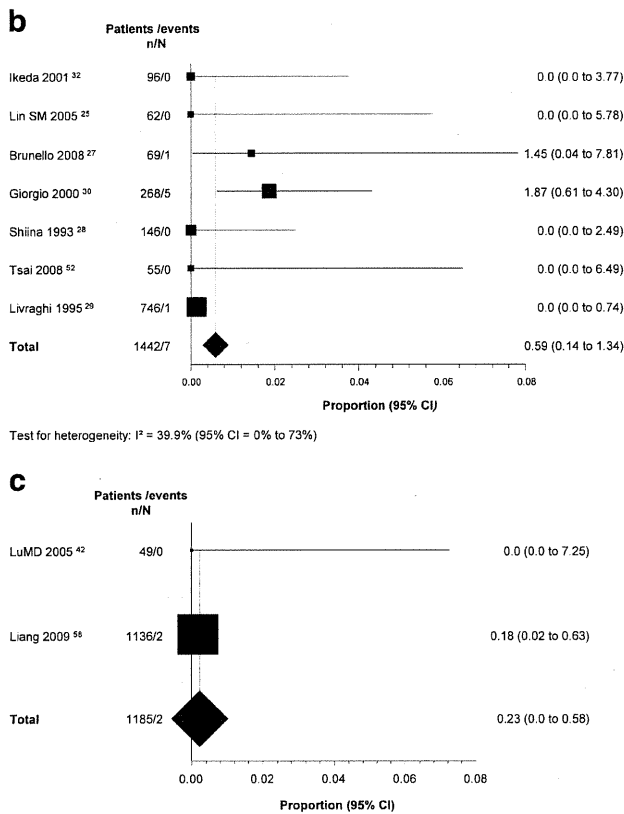 b
Patients /events
n/N
Ikeda 2001 32 96/0 0.0 (0.0 to 3.77)
Lin SM 2005 25 62/0 0.0 (0.0 to 5.78)
Brunello 2008 27 69/1 1.45 (0.04 to 7.81)
Giorgio 2000 30 268/5 1.87 (0.61 to 4.30)
Shiina 1993 28 146/0 0.0 (0.0 to 2.49)
Tsai 2008 52 55/0 0.0 (0.0 to 6.49)
Livraghi 1995 29 746/1 0.0 (0.0 to 0.74)
Total 1442/7 0.59 (0.14 to 1.34)
0.00 0.02 0.04 0.06 0.08
Proportion (95% CI)
Test for heterogeneity: I² = 39.9% (95% CI = 0% to 73%)
c
Patients /events
n/N
LuMD 2005 42 49/0 0.0 (0.0 to 7.25)
Liang 2009 56 1136/2 0.18 (0.02 to 0.63)
Total 1185/2 0.23 (0.0 to 0.58)
0.00 0.02 0.04 0.06 0.08
Proportion (95% CI)